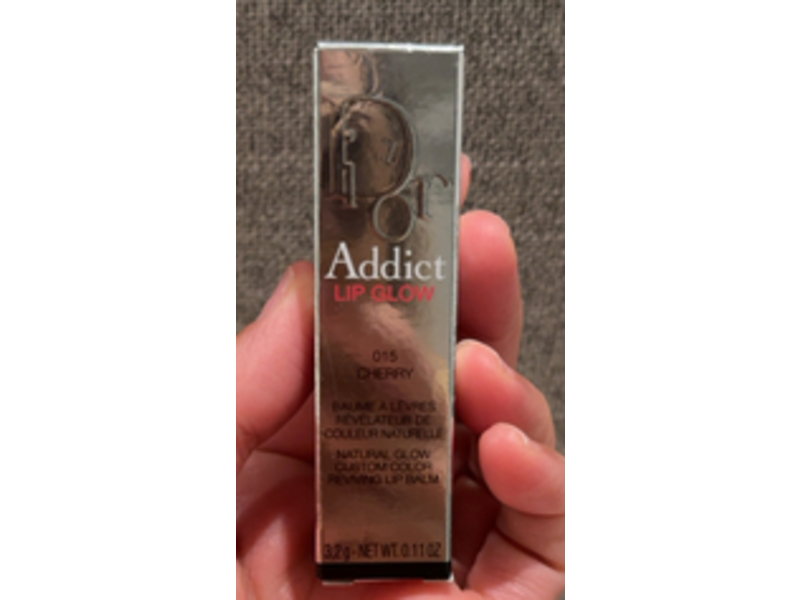 Dior
Addict
LIP GLOW
015
CHERRY
BAUME À LÈVRES
RÉVÉLATEUR DE
COULEUR NATURELLE
NATURAL GLOW
CUSTOM COLOR
REVIVING LIP BALM
3,2 g - NET WT. 0.11 OZ